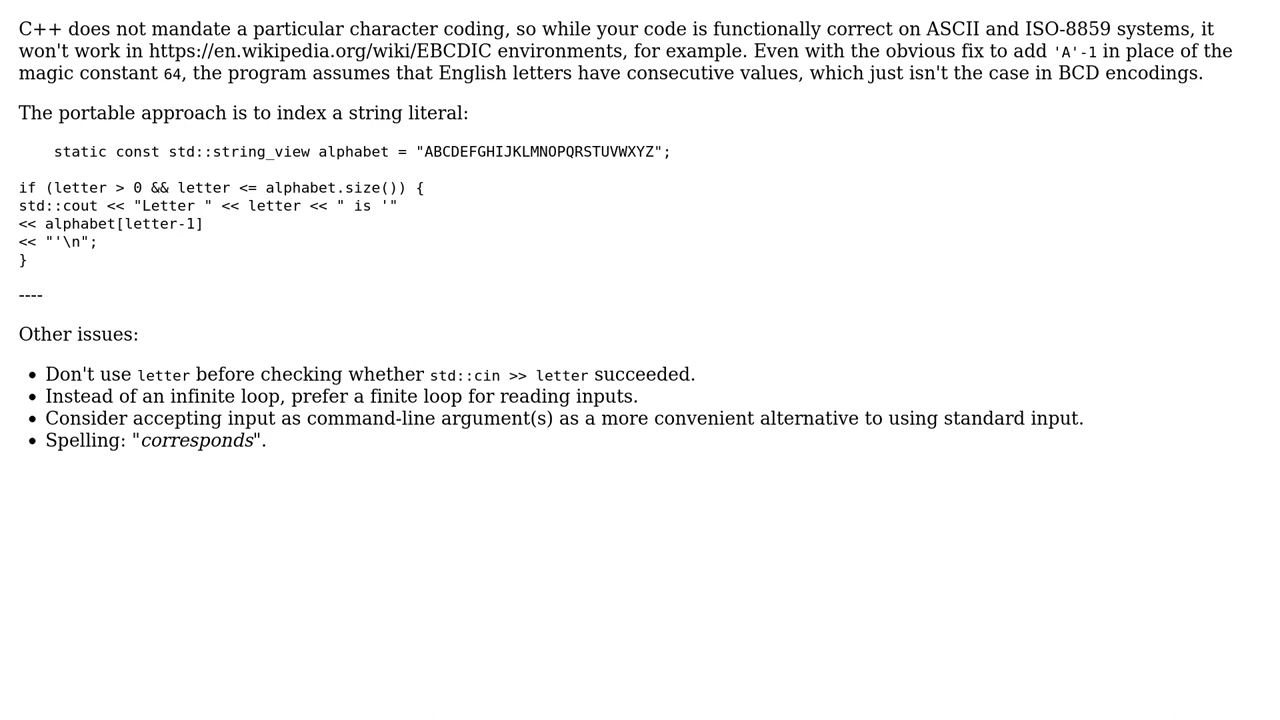 C++ does not mandate a particular character coding, so while your code is functionally correct on ASCII and ISO-8859 systems, it
won't work in https://en.wikipedia.org/wiki/EBCDIC environments, for example. Even with the obvious fix to add 'A'-1 in place of the
magic constant 64, the program assumes that English letters have consecutive values, which just isn't the case in BCD encodings.
The portable approach is to index a string literal:
    static const std::string_view alphabet = "ABCDEFGHIJKLMNOPQRSTUVWXYZ";
if (letter > 0 && letter <= alphabet.size()) {
std::cout << "Letter " << letter << " is '"
<< alphabet[letter-1]
<< "'\n";
}
----
Other issues:
• Don't use letter before checking whether std::cin >> letter succeeded.
• Instead of an infinite loop, prefer a finite loop for reading inputs.
• Consider accepting input as command-line argument(s) as a more convenient alternative to using standard input.
• Spelling: "corresponds".